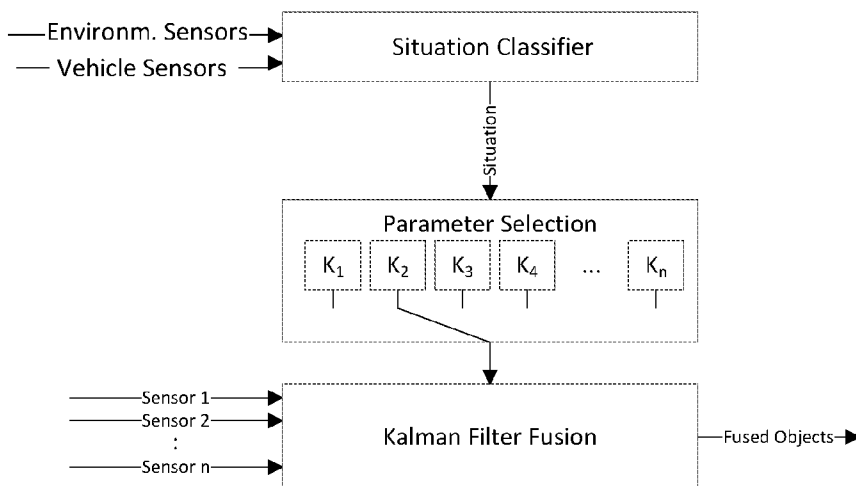 Environm. Sensors
Vehicle Sensors
Situation Classifier
Situation
Parameter Selection
K1 K2 K3 K4 ... Kn
Sensor 1
Sensor 2
:
Sensor n
Kalman Filter Fusion
Fused Objects